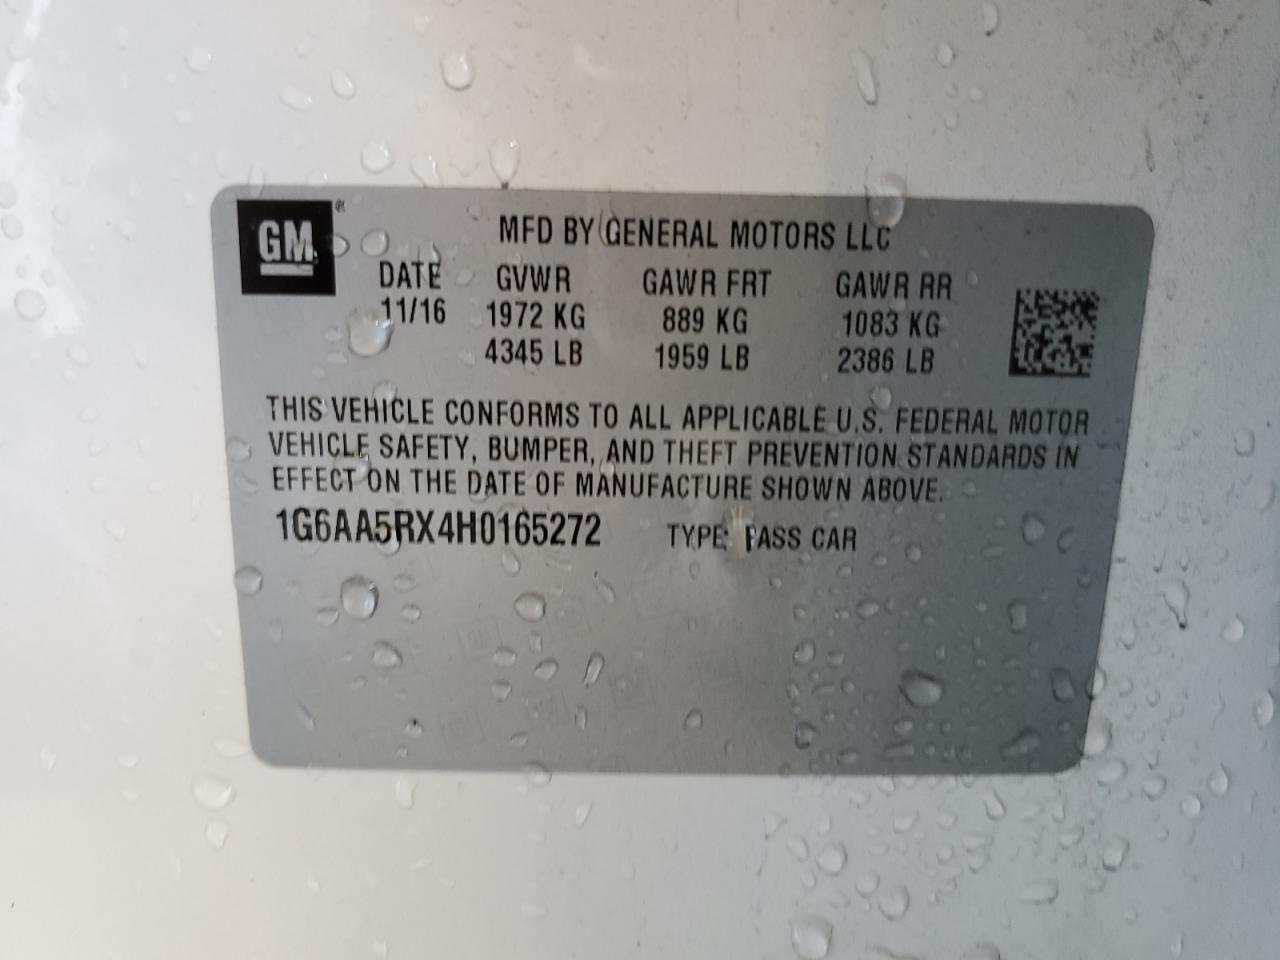 GM ®
MFD BY GENERAL MOTORS LLC
DATE GVWR GAWR FRT GAWR RR
11/16 1972 KG 889 KG 1083 KG
4345 LB 1959 LB 2386 LB
THIS VEHICLE CONFORMS TO ALL APPLICABLE U.S. FEDERAL MOTOR
VEHICLE SAFETY, BUMPER, AND THEFT PREVENTION STANDARDS IN
EFFECT ON THE DATE OF MANUFACTURE SHOWN ABOVE.
1G6AA5RX4H0165272 TYPE: PASS CAR